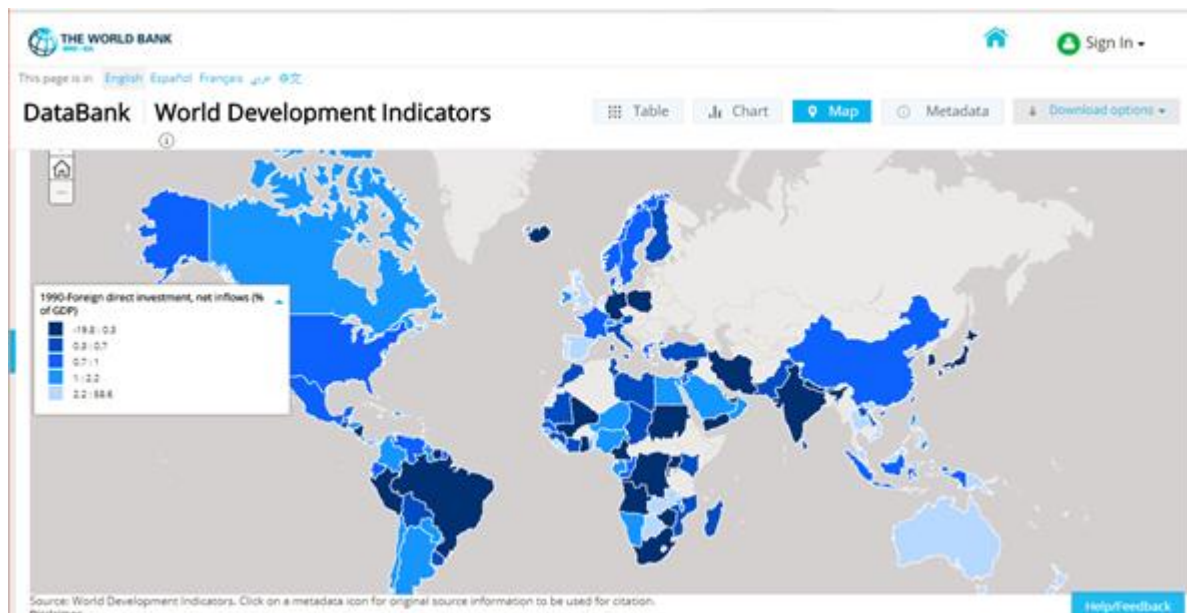 THE WORLD BANK
Sign In
This page is in English Español Français عربي 中文
DataBank World Development Indicators
Table Chart Map Metadata Download options
1990-Foreign direct investment, net inflows (%
of GDP)
-19.8 : 0.3
0.3 : 0.7
0.7 : 1
1 : 2.2
2.2 : 58.6
Source: World Development Indicators. Click on a metadata icon for original source information to be used for citation.
Help/Feedback